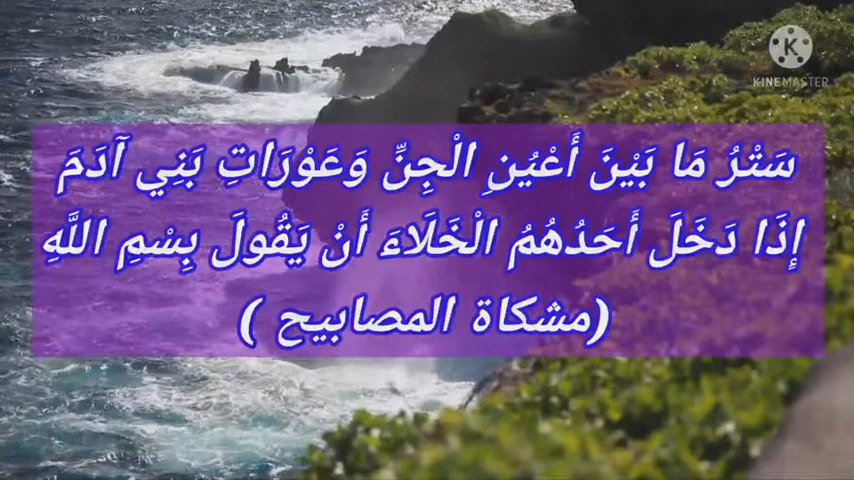 KINEMASTER
سَتْرُ مَا بَيْنَ أَعْيُنِ الْجِنِّ وَعَوْرَاتِ بَنِي آدَمَ
إِذَا دَخَلَ أَحَدُهُمُ الْخَلَاءَ أَنْ يَقُولَ بِسْمِ اللَّهِ
(مشكاة المصابيح )